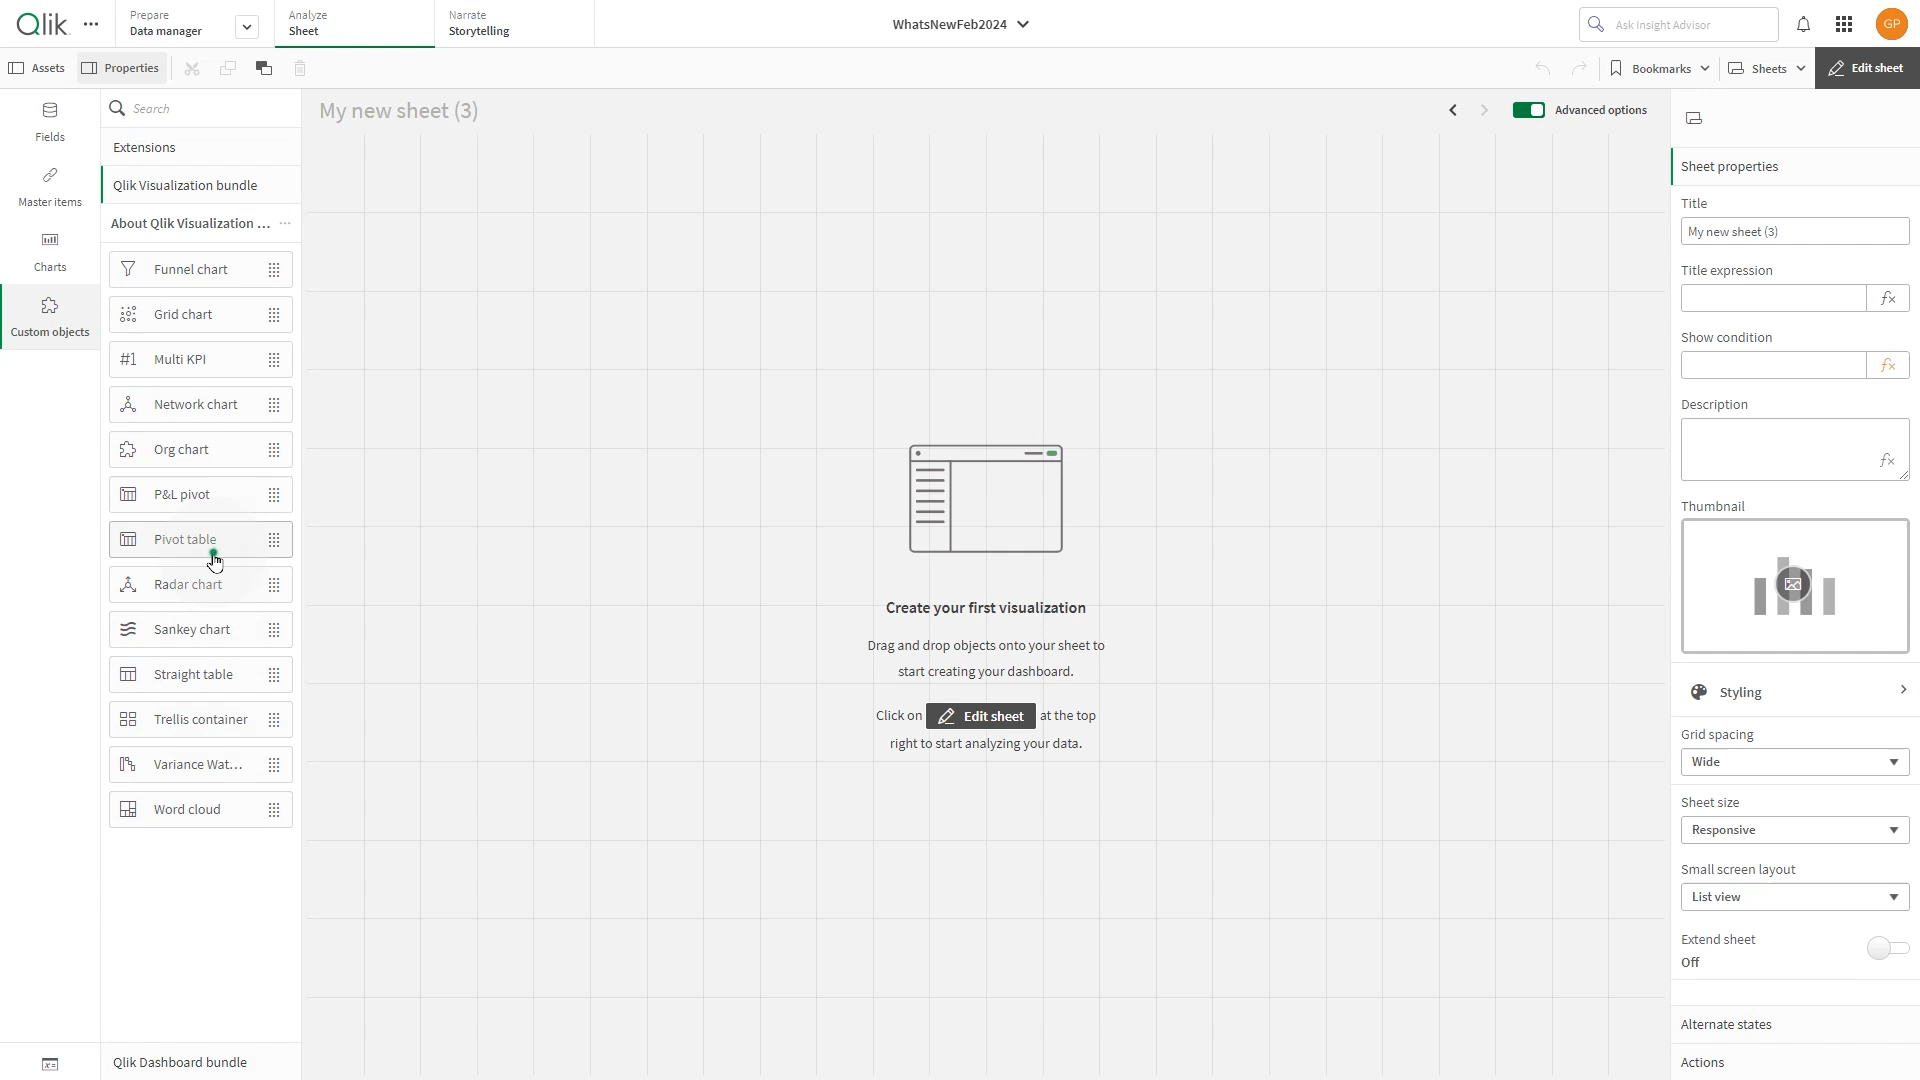 Qlik
Prepare
Data manager
Analyze
Sheet
Narrate
Storytelling
WhatsNewFeb2024
Ask Insight Advisor
GP
Assets
Properties
Bookmarks
Sheets
Edit sheet
Fields
Master items
Charts
Custom objects
Search
Extensions
Qlik Visualization bundle
About Qlik Visualization ...
Funnel chart
Grid chart
#1 Multi KPI
Network chart
Org chart
P&L pivot
Pivot table
Radar chart
Sankey chart
Straight table
Trellis container
Variance Wat...
Word cloud
Qlik Dashboard bundle
My new sheet (3)
Advanced options
Create your first visualization
Drag and drop objects onto your sheet to
start creating your dashboard.
Click on Edit sheet at the top
right to start analyzing your data.
Sheet properties
Title
My new sheet (3)
Title expression
fx
Show condition
fx
Description
fx
Thumbnail
Styling
Grid spacing
Wide
Sheet size
Responsive
Small screen layout
List view
Extend sheet
Off
Alternate states
Actions